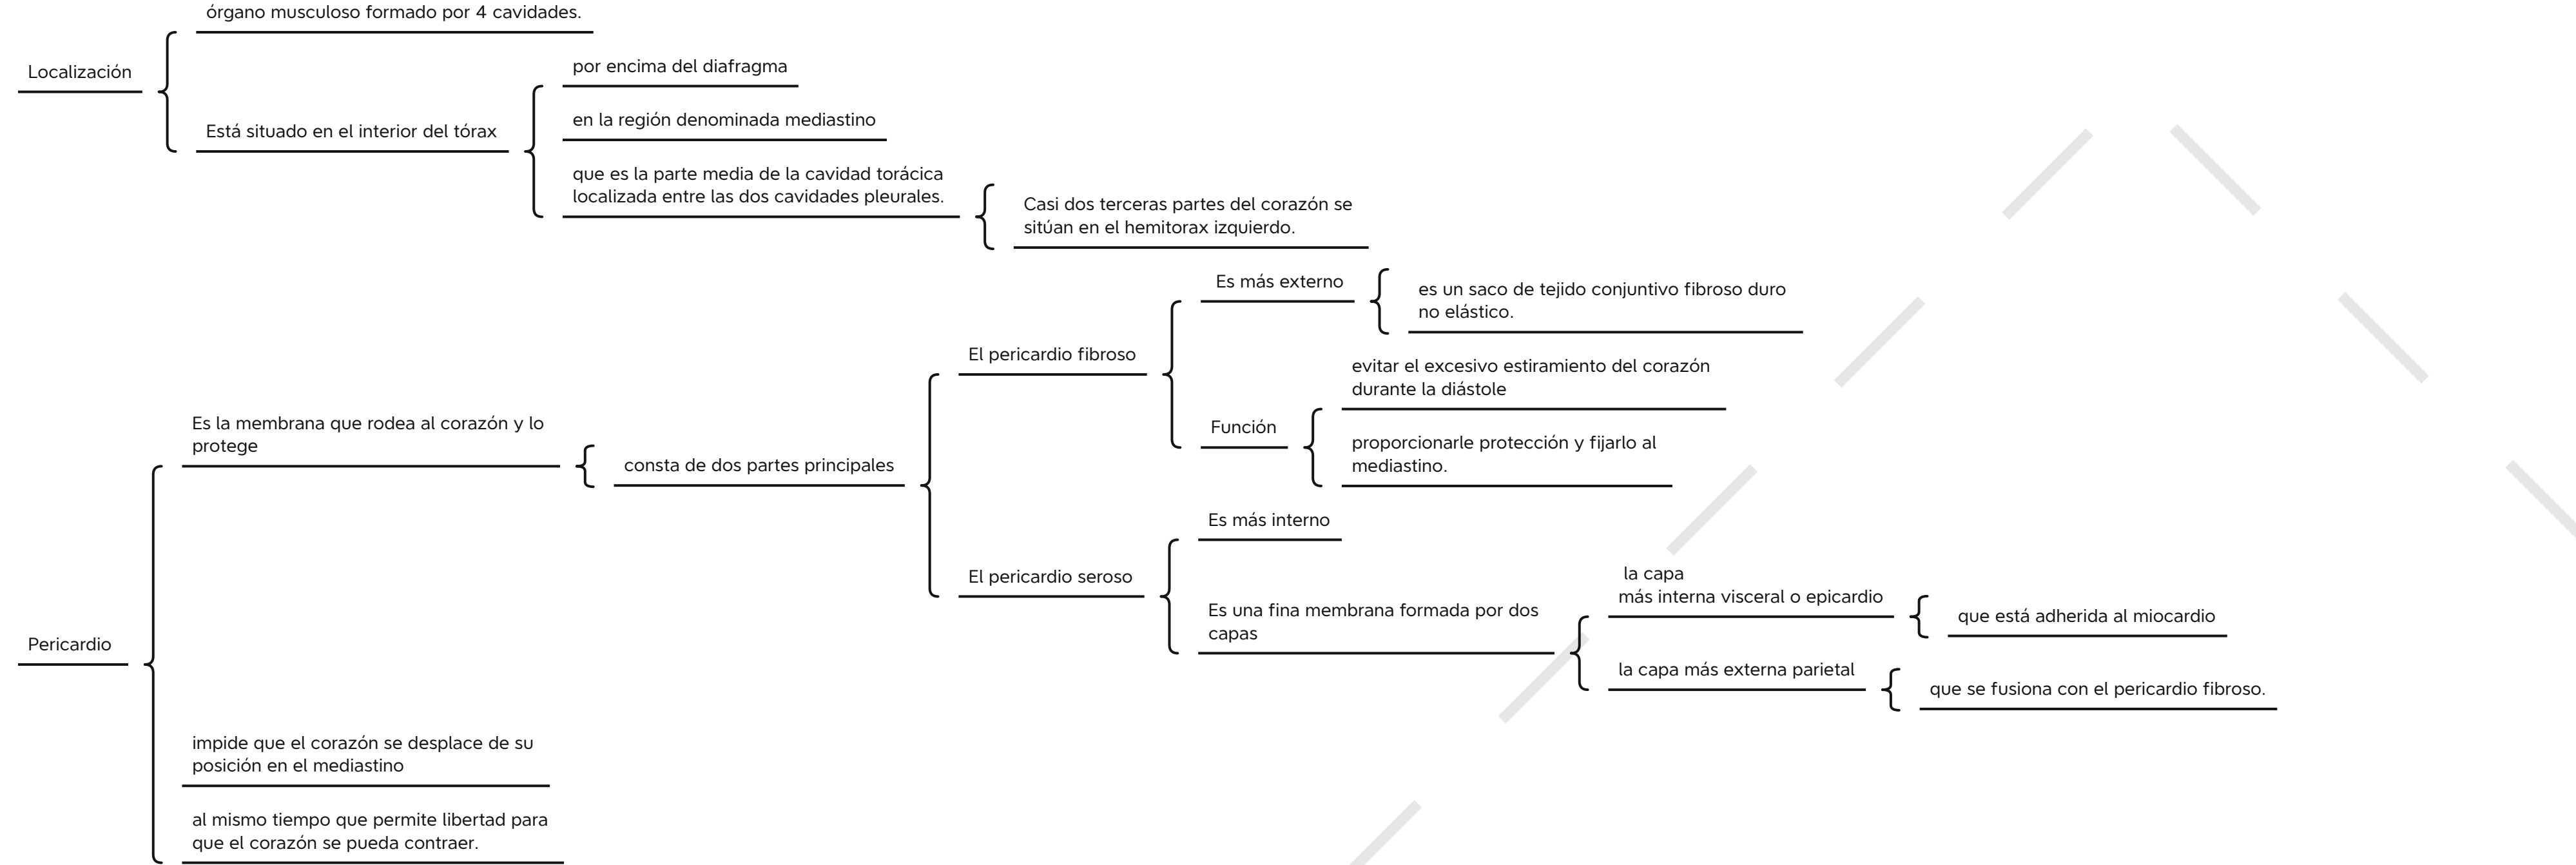 órgano musculoso formado por 4 cavidades.
Localización
por encima del diafragma
Está situado en el interior del tórax
en la región denominada mediastino
que es la parte media de la cavidad torácica
localizada entre las dos cavidades pleurales.
Casi dos terceras partes del corazón se
sitúan en el hemitorax izquierdo.
Es más externo
es un saco de tejido conjuntivo fibroso duro
no elástico.
El pericardio fibroso
evitar el excesivo estiramiento del corazón
durante la diástole
Función
proporcionarle protección y fijarlo al
mediastino.
Es la membrana que rodea al corazón y lo
protege
consta de dos partes principales
Es más interno
El pericardio seroso
Es una fina membrana formada por dos
capas
la capa
más interna visceral o epicardio
que está adherida al miocardio
la capa más externa parietal
que se fusiona con el pericardio fibroso.
Pericardio
impide que el corazón se desplace de su
posición en el mediastino
al mismo tiempo que permite libertad para
que el corazón se pueda contraer.